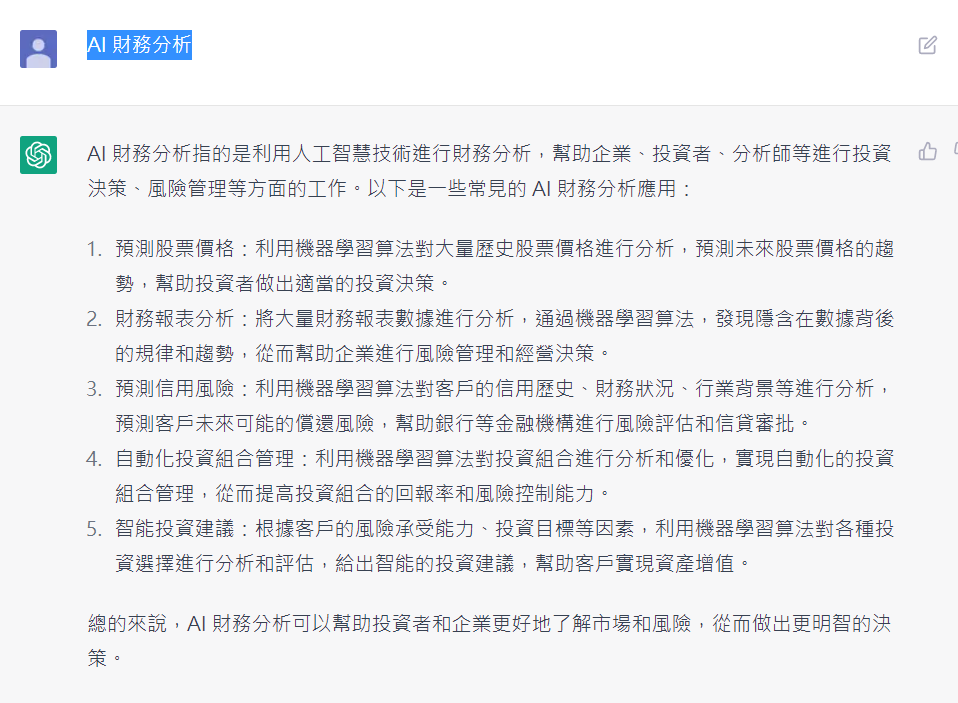 AI 財務分析
AI 財務分析指的是利用人工智慧技術進行財務分析，幫助企業、投資者、分析師等進行投資
決策、風險管理等方面的工作。以下是一些常見的 AI 財務分析應用：
1. 預測股票價格：利用機器學習算法對大量歷史股票價格進行分析，預測未來股票價格的趨
勢，幫助投資者做出適當的投資決策。
2. 財務報表分析：將大量財務報表數據進行分析，通過機器學習算法，發現隱含在數據背後
的規律和趨勢，從而幫助企業進行風險管理和經營決策。
3. 預測信用風險：利用機器學習算法對客戶的信用歷史、財務狀況、行業背景等進行分析，
預測客戶未來可能的償還風險，幫助銀行等金融機構進行風險評估和信貸審批。
4. 自動化投資組合管理：利用機器學習算法對投資組合進行分析和優化，實現自動化的投資
組合管理，從而提高投資組合的回報率和風險控制能力。
5. 智能投資建議：根據客戶的風險承受能力、投資目標等因素，利用機器學習算法對各種投
資選擇進行分析和評估，給出智能的投資建議，幫助客戶實現資產增值。
總的來說，AI 財務分析可以幫助投資者和企業更好地了解市場和風險，從而做出更明智的決
策。